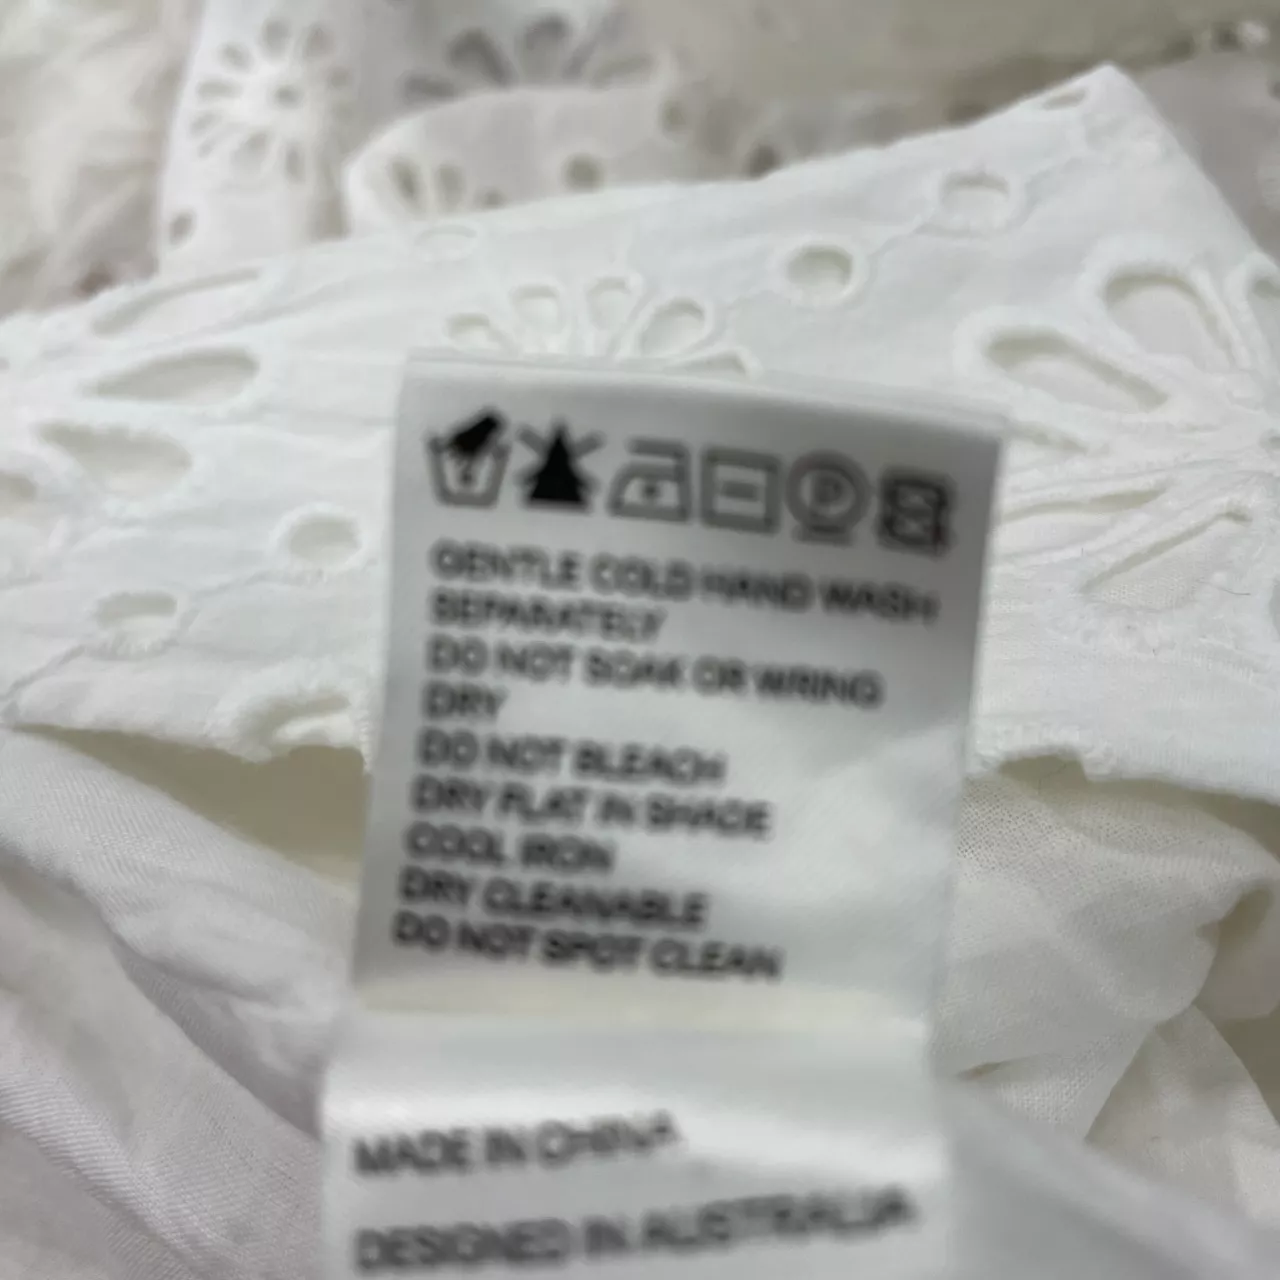 GENTLE COLD HAND WASH
SEPARATELY
DO NOT SOAK OR WRING
DRY
DO NOT BLEACH
DRY FLAT IN SHADE
COOL IRON
DRY CLEANABLE
DO NOT SPOT CLEAN
MADE IN CHINA
DESIGNED IN AUSTRALIA